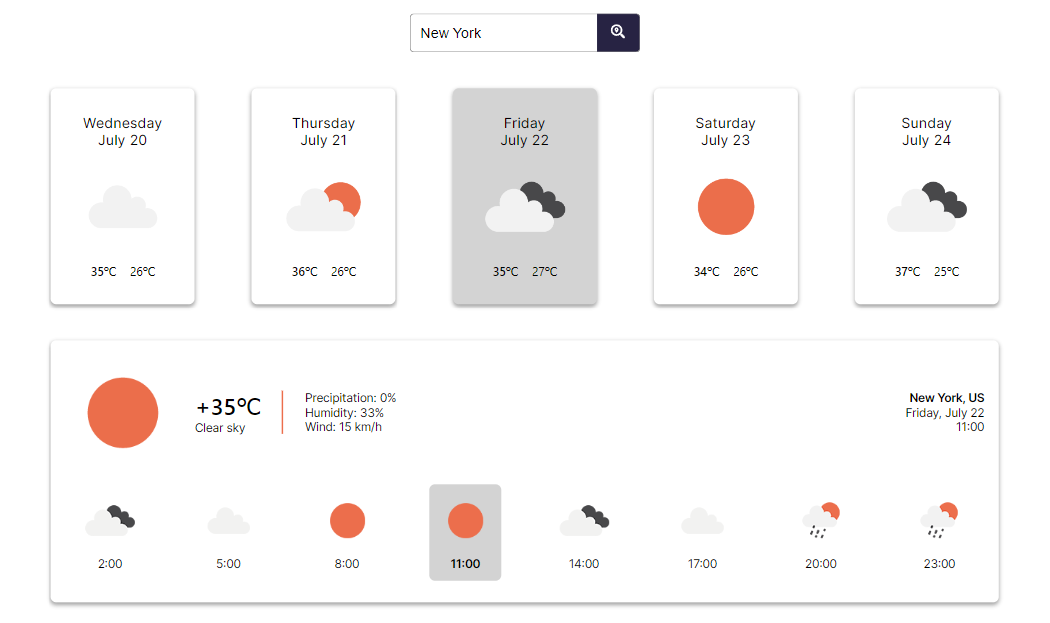 New York
Wednesday
July 20
35°C 26°C
Thursday
July 21
36°C 26°C
Friday
July 22
35°C 27°C
Saturday
July 23
34°C 26°C
Sunday
July 24
37°C 25°C
+35°C
Clear sky
Precipitation: 0%
Humidity: 33%
Wind: 15 km/h
New York, US
Friday, July 22
11:00
2:00 5:00 8:00 11:00 14:00 17:00 20:00 23:00